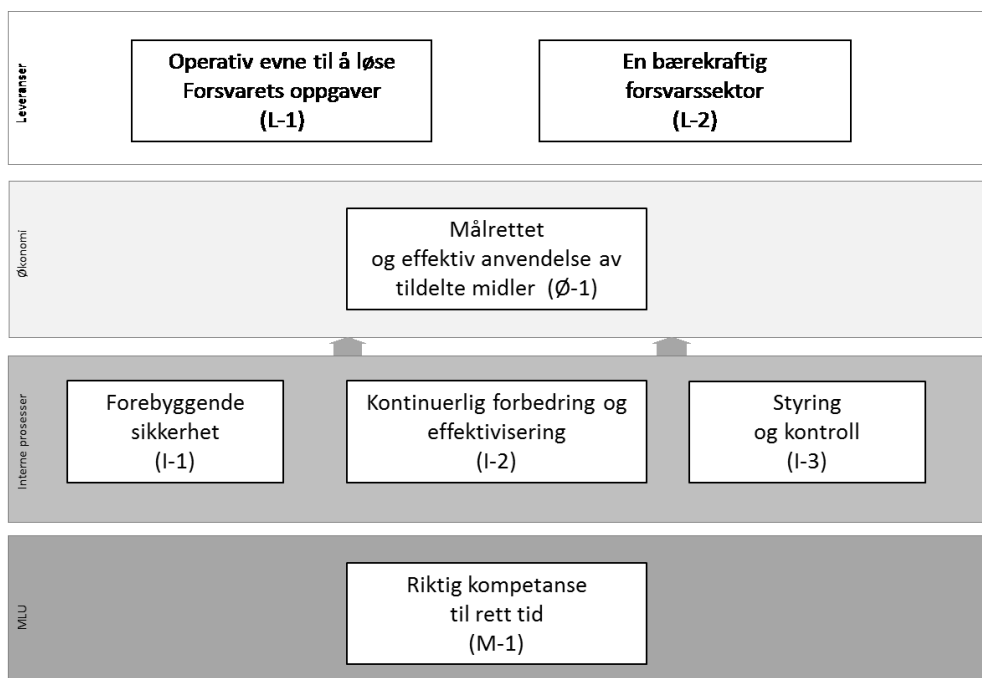 Leveranser
Operativ evne til å løse
Forsvarets oppgaver
(L-1)
En bærekraftig
forsvarssektor
(L-2)
Økonomi
Målrettet
og effektiv anvendelse av
tildelte midler (Ø-1)
Interne prosesser
Forebyggende
sikkerhet
(I-1)
Kontinuerlig forbedring og
effektivisering
(I-2)
Styring
og kontroll
(I-3)
MLU
Riktig kompetanse
til rett tid
(M-1)